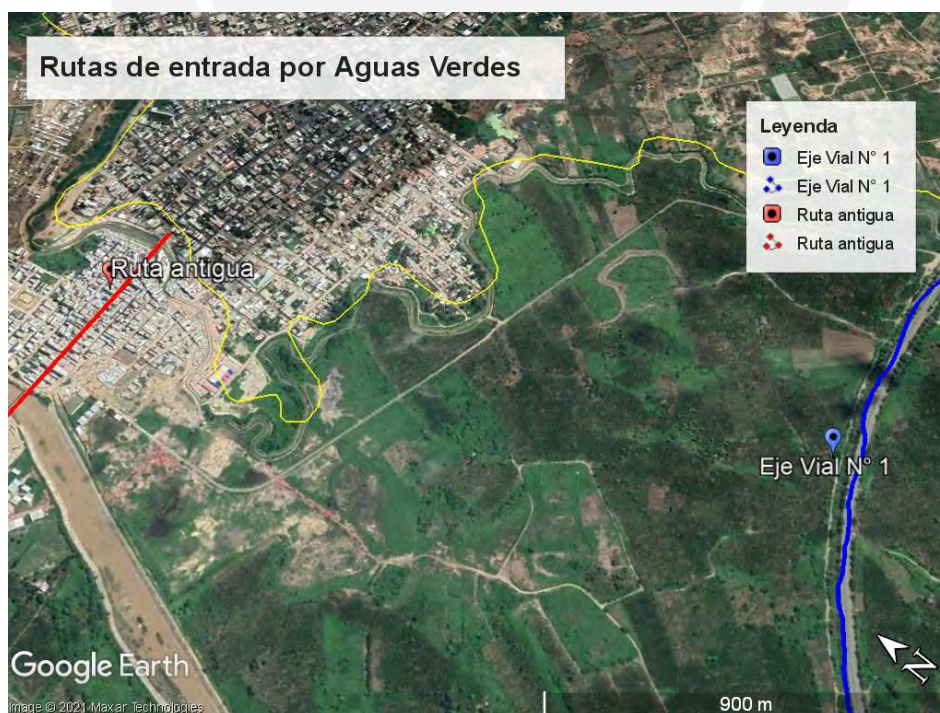 Rutas de entrada por Aguas Verdes
Leyenda
Eje Vial N° 1
Eje Vial N° 1
Ruta antigua
Ruta antigua
Ruta antigua
Eje Vial N° 1
N
Google Earth
Image © 2021 Maxar Technologies
900 m